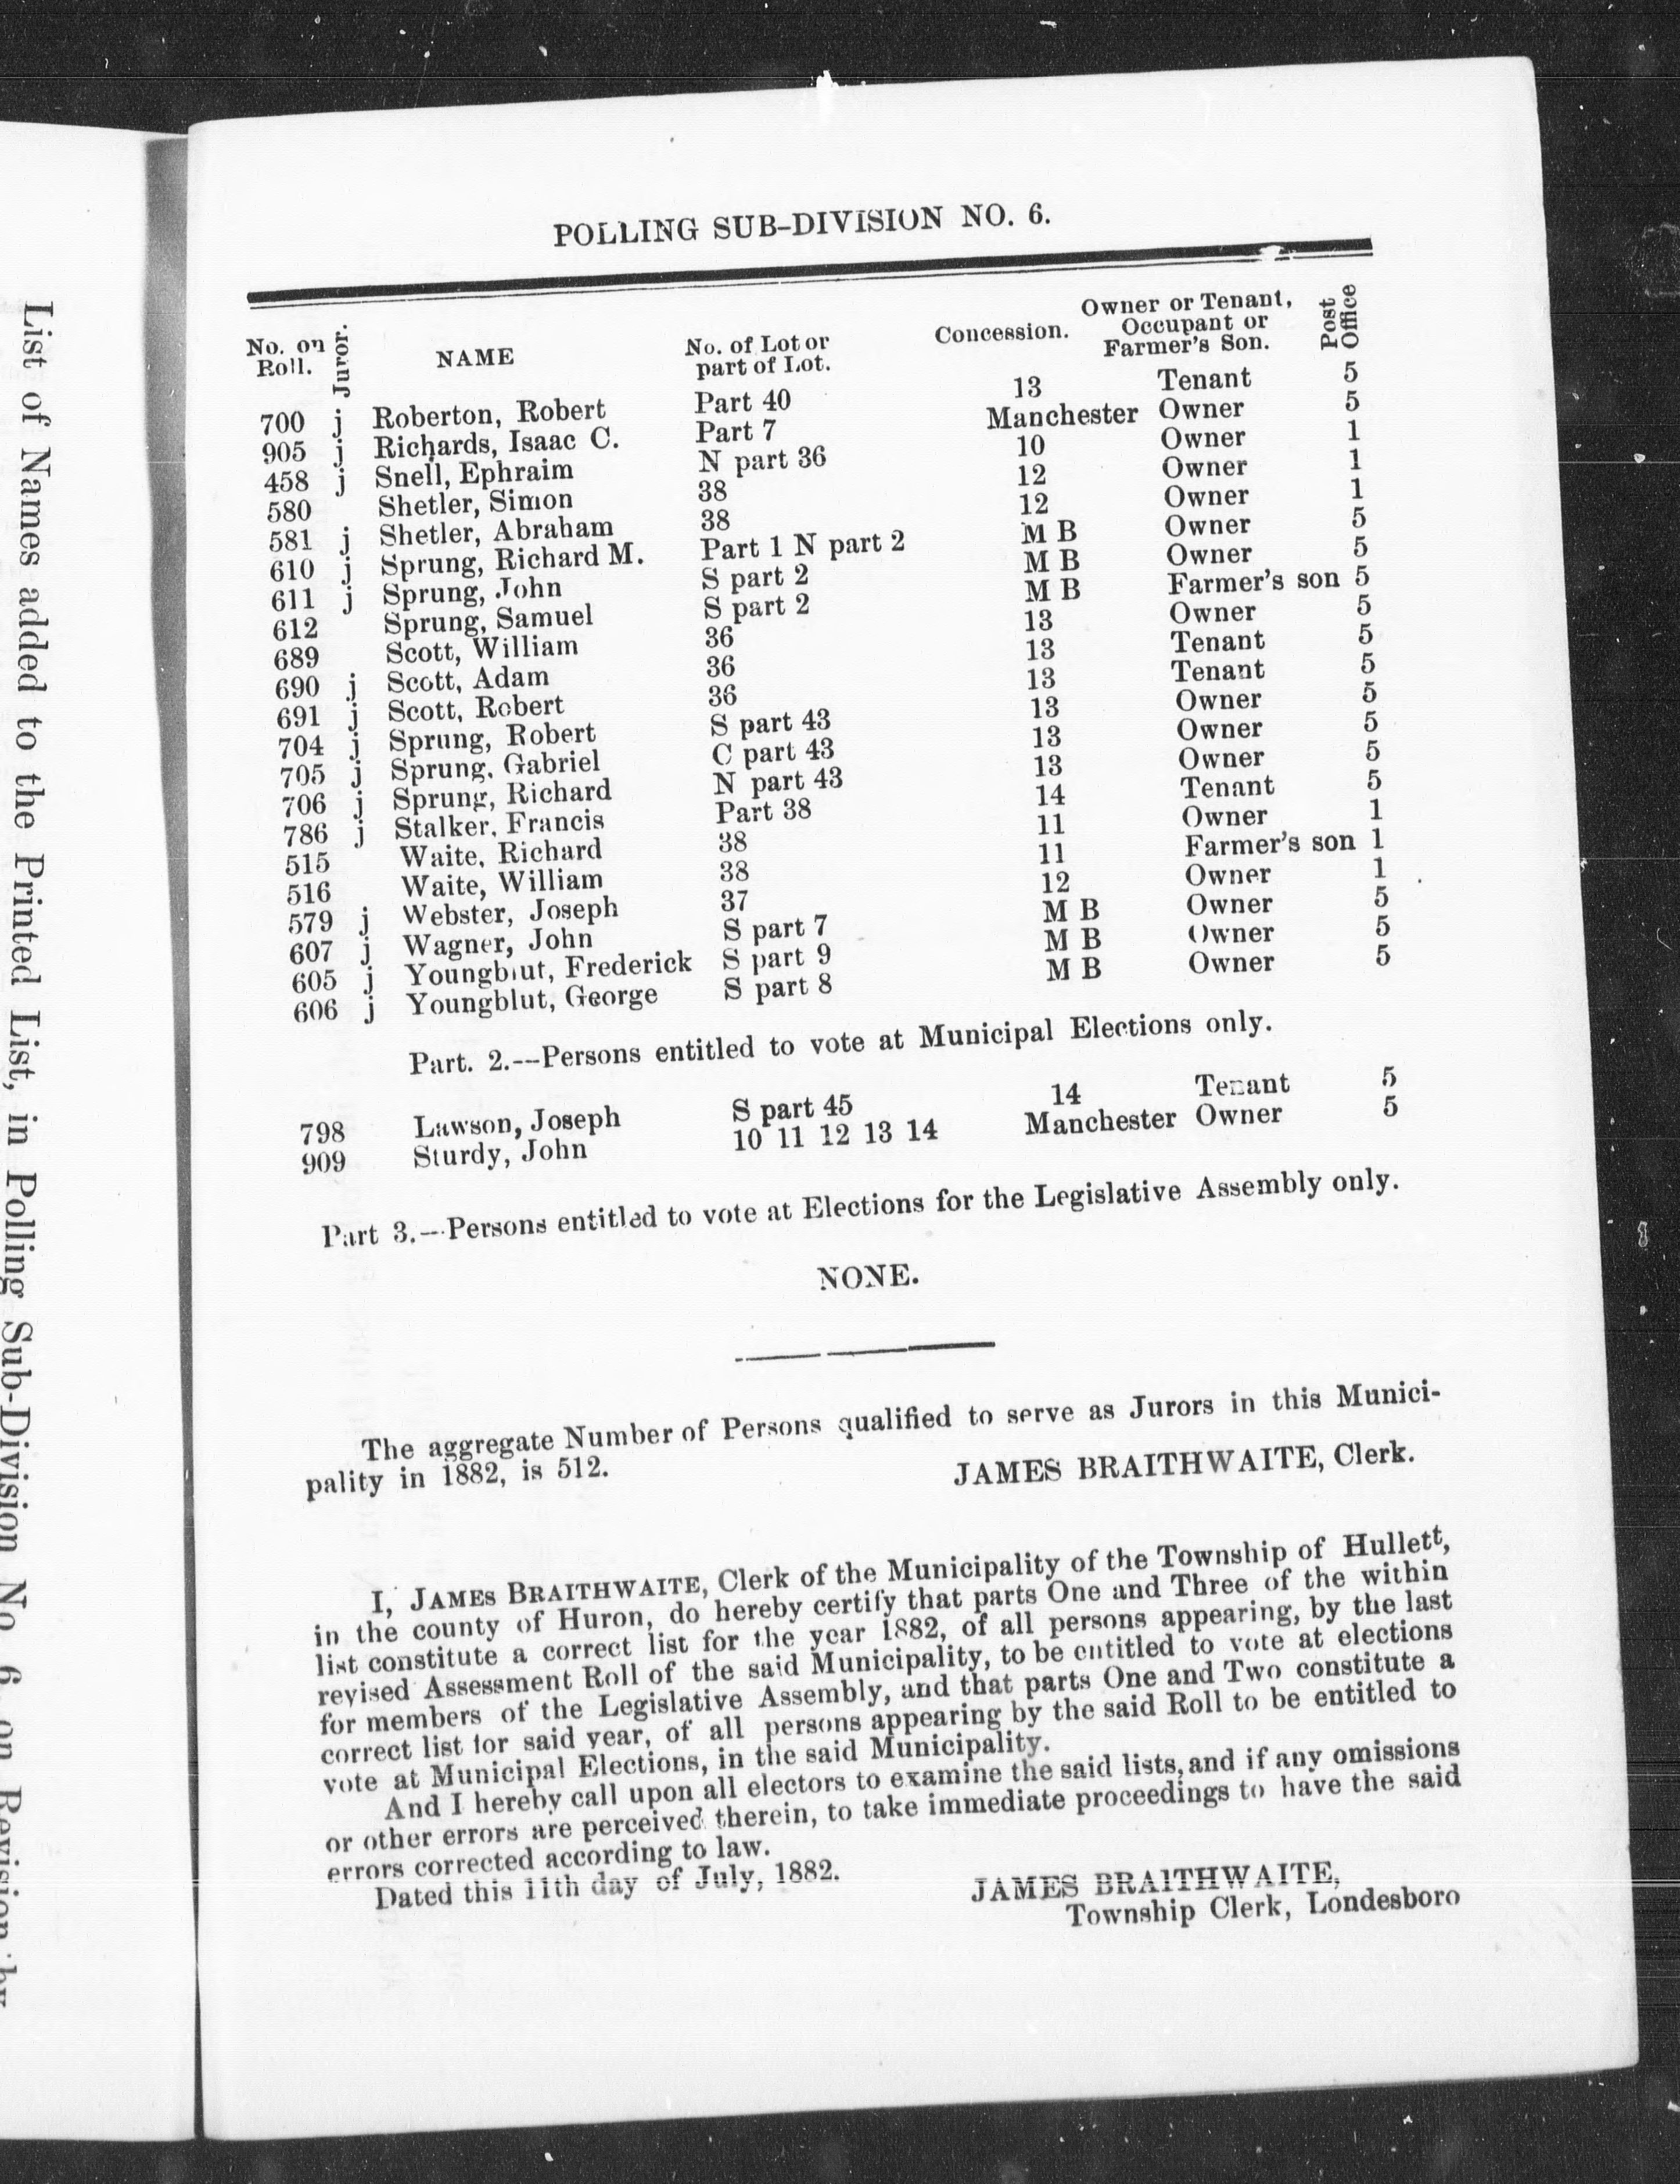 List of Names added to the Printed List, in Polling Sub-Division No 6 on Revision by
POLLING SUB-DIVISION NO. 6.
No. on Roll. Juror. NAME No. of Lot or part of Lot. Concession. Owner or Tenant, Occupant or Farmer's Son. Post Office
700 j Roberton, Robert Part 40 13 Tenant 5
905 j Richards, Isaac C. Part 7 Manchester Owner 5
458 j Snell, Ephraim N part 36 10 Owner 1
580 Shetler, Simon 38 12 Owner 1
581 j Shetler, Abraham 38 12 Owner 1
610 j Sprung, Richard M. Part 1 N part 2 M B Owner 5
611 j Sprung, John S part 2 M B Owner 5
612 Sprung, Samuel S part 2 M B Farmer's son 5
689 Scott, William 36 13 Owner 5
690 j Scott, Adam 36 13 Tenant 5
691 j Scott, Robert 36 13 Tenant 5
704 j Sprung, Robert S part 43 13 Owner 5
705 j Sprung, Gabriel C part 43 13 Owner 5
706 j Sprung, Richard N part 43 13 Owner 5
786 j Stalker, Francis Part 38 14 Tenant 5
515 Waite, Richard 38 11 Owner 1
516 Waite, William 38 11 Farmer's son 1
579 j Webster, Joseph 37 12 Owner 1
607 j Wagner, John S part 7 M B Owner 5
605 j Youngblut, Frederick S part 9 M B Owner 5
606 j Youngblut, George S part 8 M B Owner 5
Part. 2.--Persons entitled to vote at Municipal Elections only.
798 Lawson, Joseph S part 45 14 Tenant 5
909 Sturdy, John 10 11 12 13 14 Manchester Owner 5
Part 3.--Persons entitled to vote at Elections for the Legislative Assembly only.
NONE.
The aggregate Number of Persons qualified to serve as Jurors in this Munici-
pality in 1882, is 512.
JAMES BRAITHWAITE, Clerk.
I, JAMES BRAITHWAITE, Clerk of the Municipality of the Township of Hullett,
in the county of Huron, do hereby certify that parts One and Three of the within
list constitute a correct list for the year 1882, of all persons appearing, by the last
revised Assessment Roll of the said Municipality, to be entitled to vote at elections
for members of the Legislative Assembly, and that parts One and Two constitute a
correct list for said year, of all persons appearing by the said Roll to be entitled to
vote at Municipal Elections, in the said Municipality.
And I hereby call upon all electors to examine the said lists, and if any omissions
or other errors are perceived therein, to take immediate proceedings to have the said
errors corrected according to law.
Dated this 11th day of July, 1882.
JAMES BRAITHWAITE,
Township Clerk, Londesboro